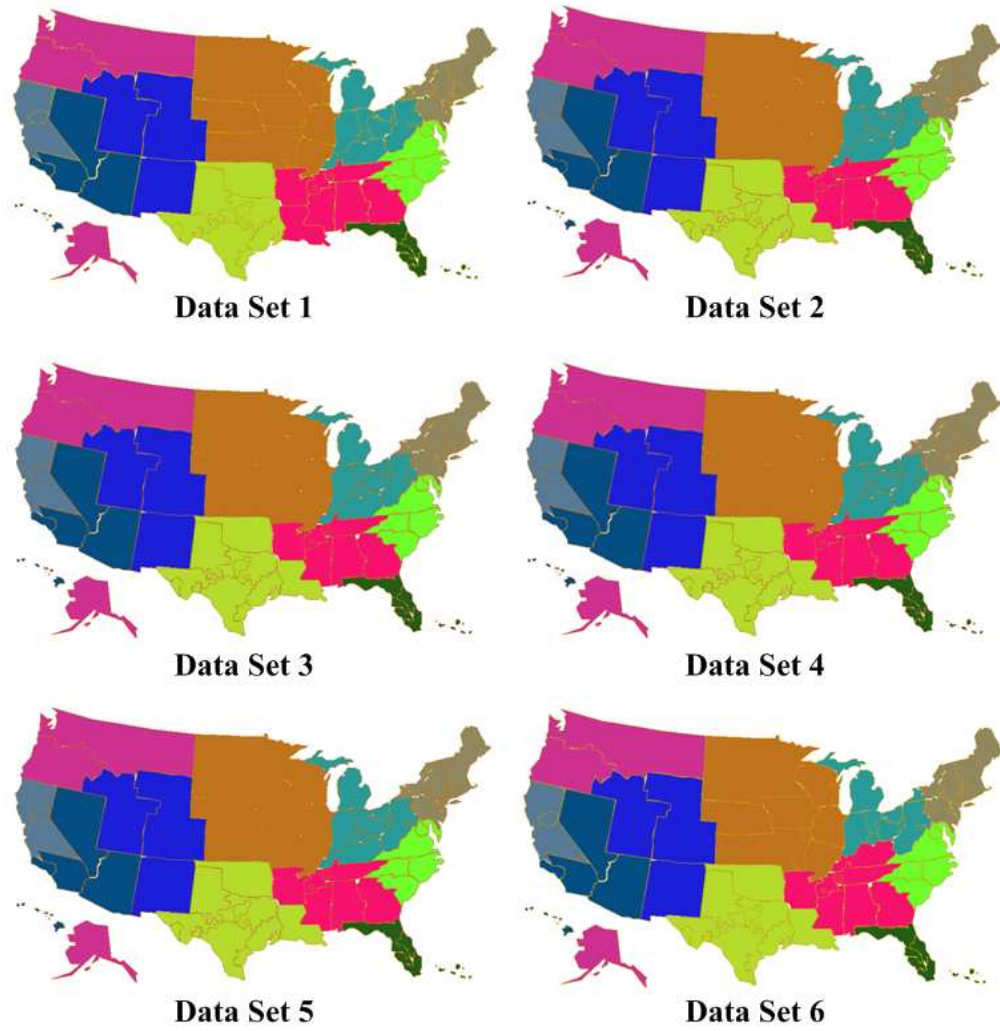 Data Set 1
Data Set 2
Data Set 3
Data Set 4
Data Set 5
Data Set 6